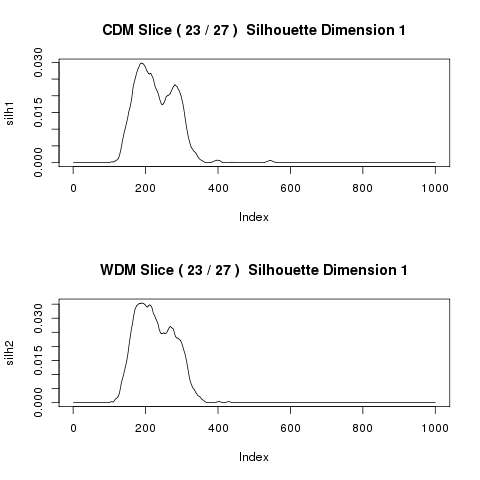 CDM Slice ( 23 / 27 )  Silhouette Dimension 1
silh1
0.030
0.015
0.000
0 200 400 600 800 1000
Index
WDM Slice ( 23 / 27 )  Silhouette Dimension 1
silh2
0.030
0.015
0.000
0 200 400 600 800 1000
Index